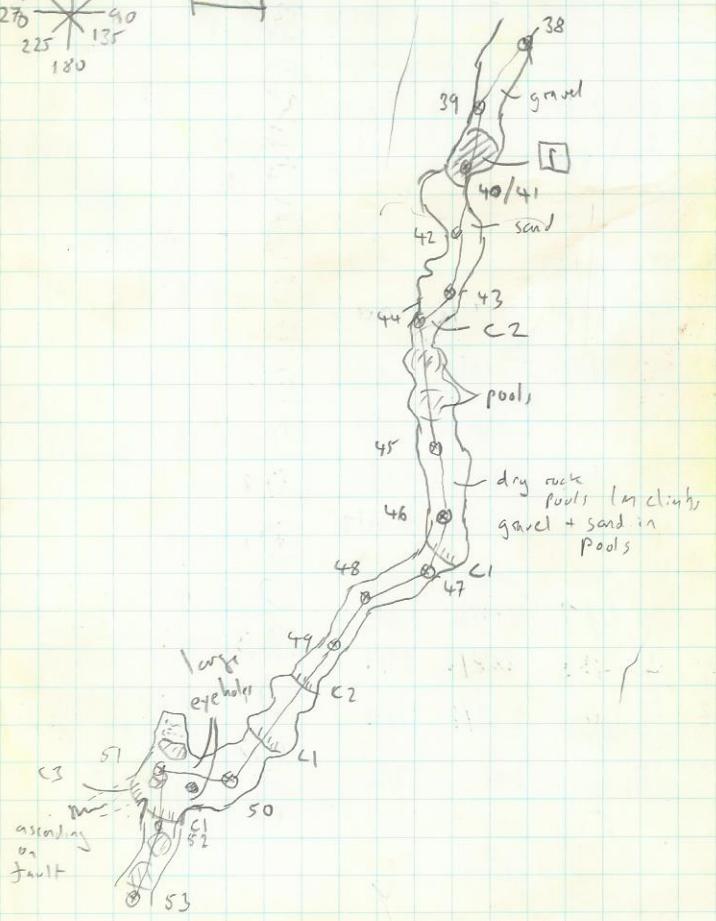 270
90
225
135
180
38
39
gravel
P
40/41
42
sand
43
44
C2
pools
45
dry rock
pools 1m climbs
46
gravel + sand in
pools
48
C1
47
49
large
eyeholes
C2
51
C1
C3
50
C1
ascending
on
fault
52
53